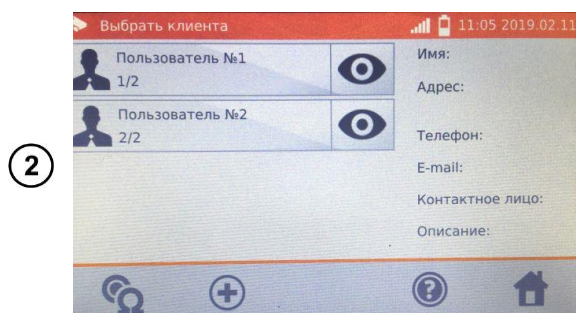 Выбрать клиента
11:05 2019.02.11
Пользователь №1
1/2
Пользователь №2
2/2
Имя:
Адрес:
Телефон:
E-mail:
Контактное лицо:
Описание:
2